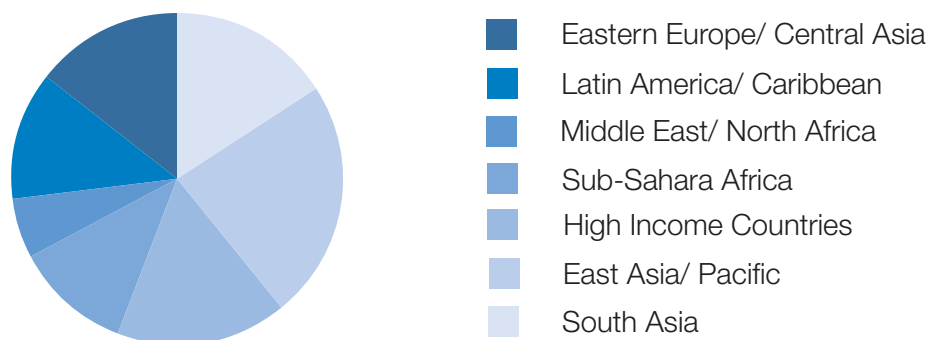 Eastern Europe/ Central Asia
Latin America/ Caribbean
Middle East/ North Africa
Sub-Sahara Africa
High Income Countries
East Asia/ Pacific
South Asia